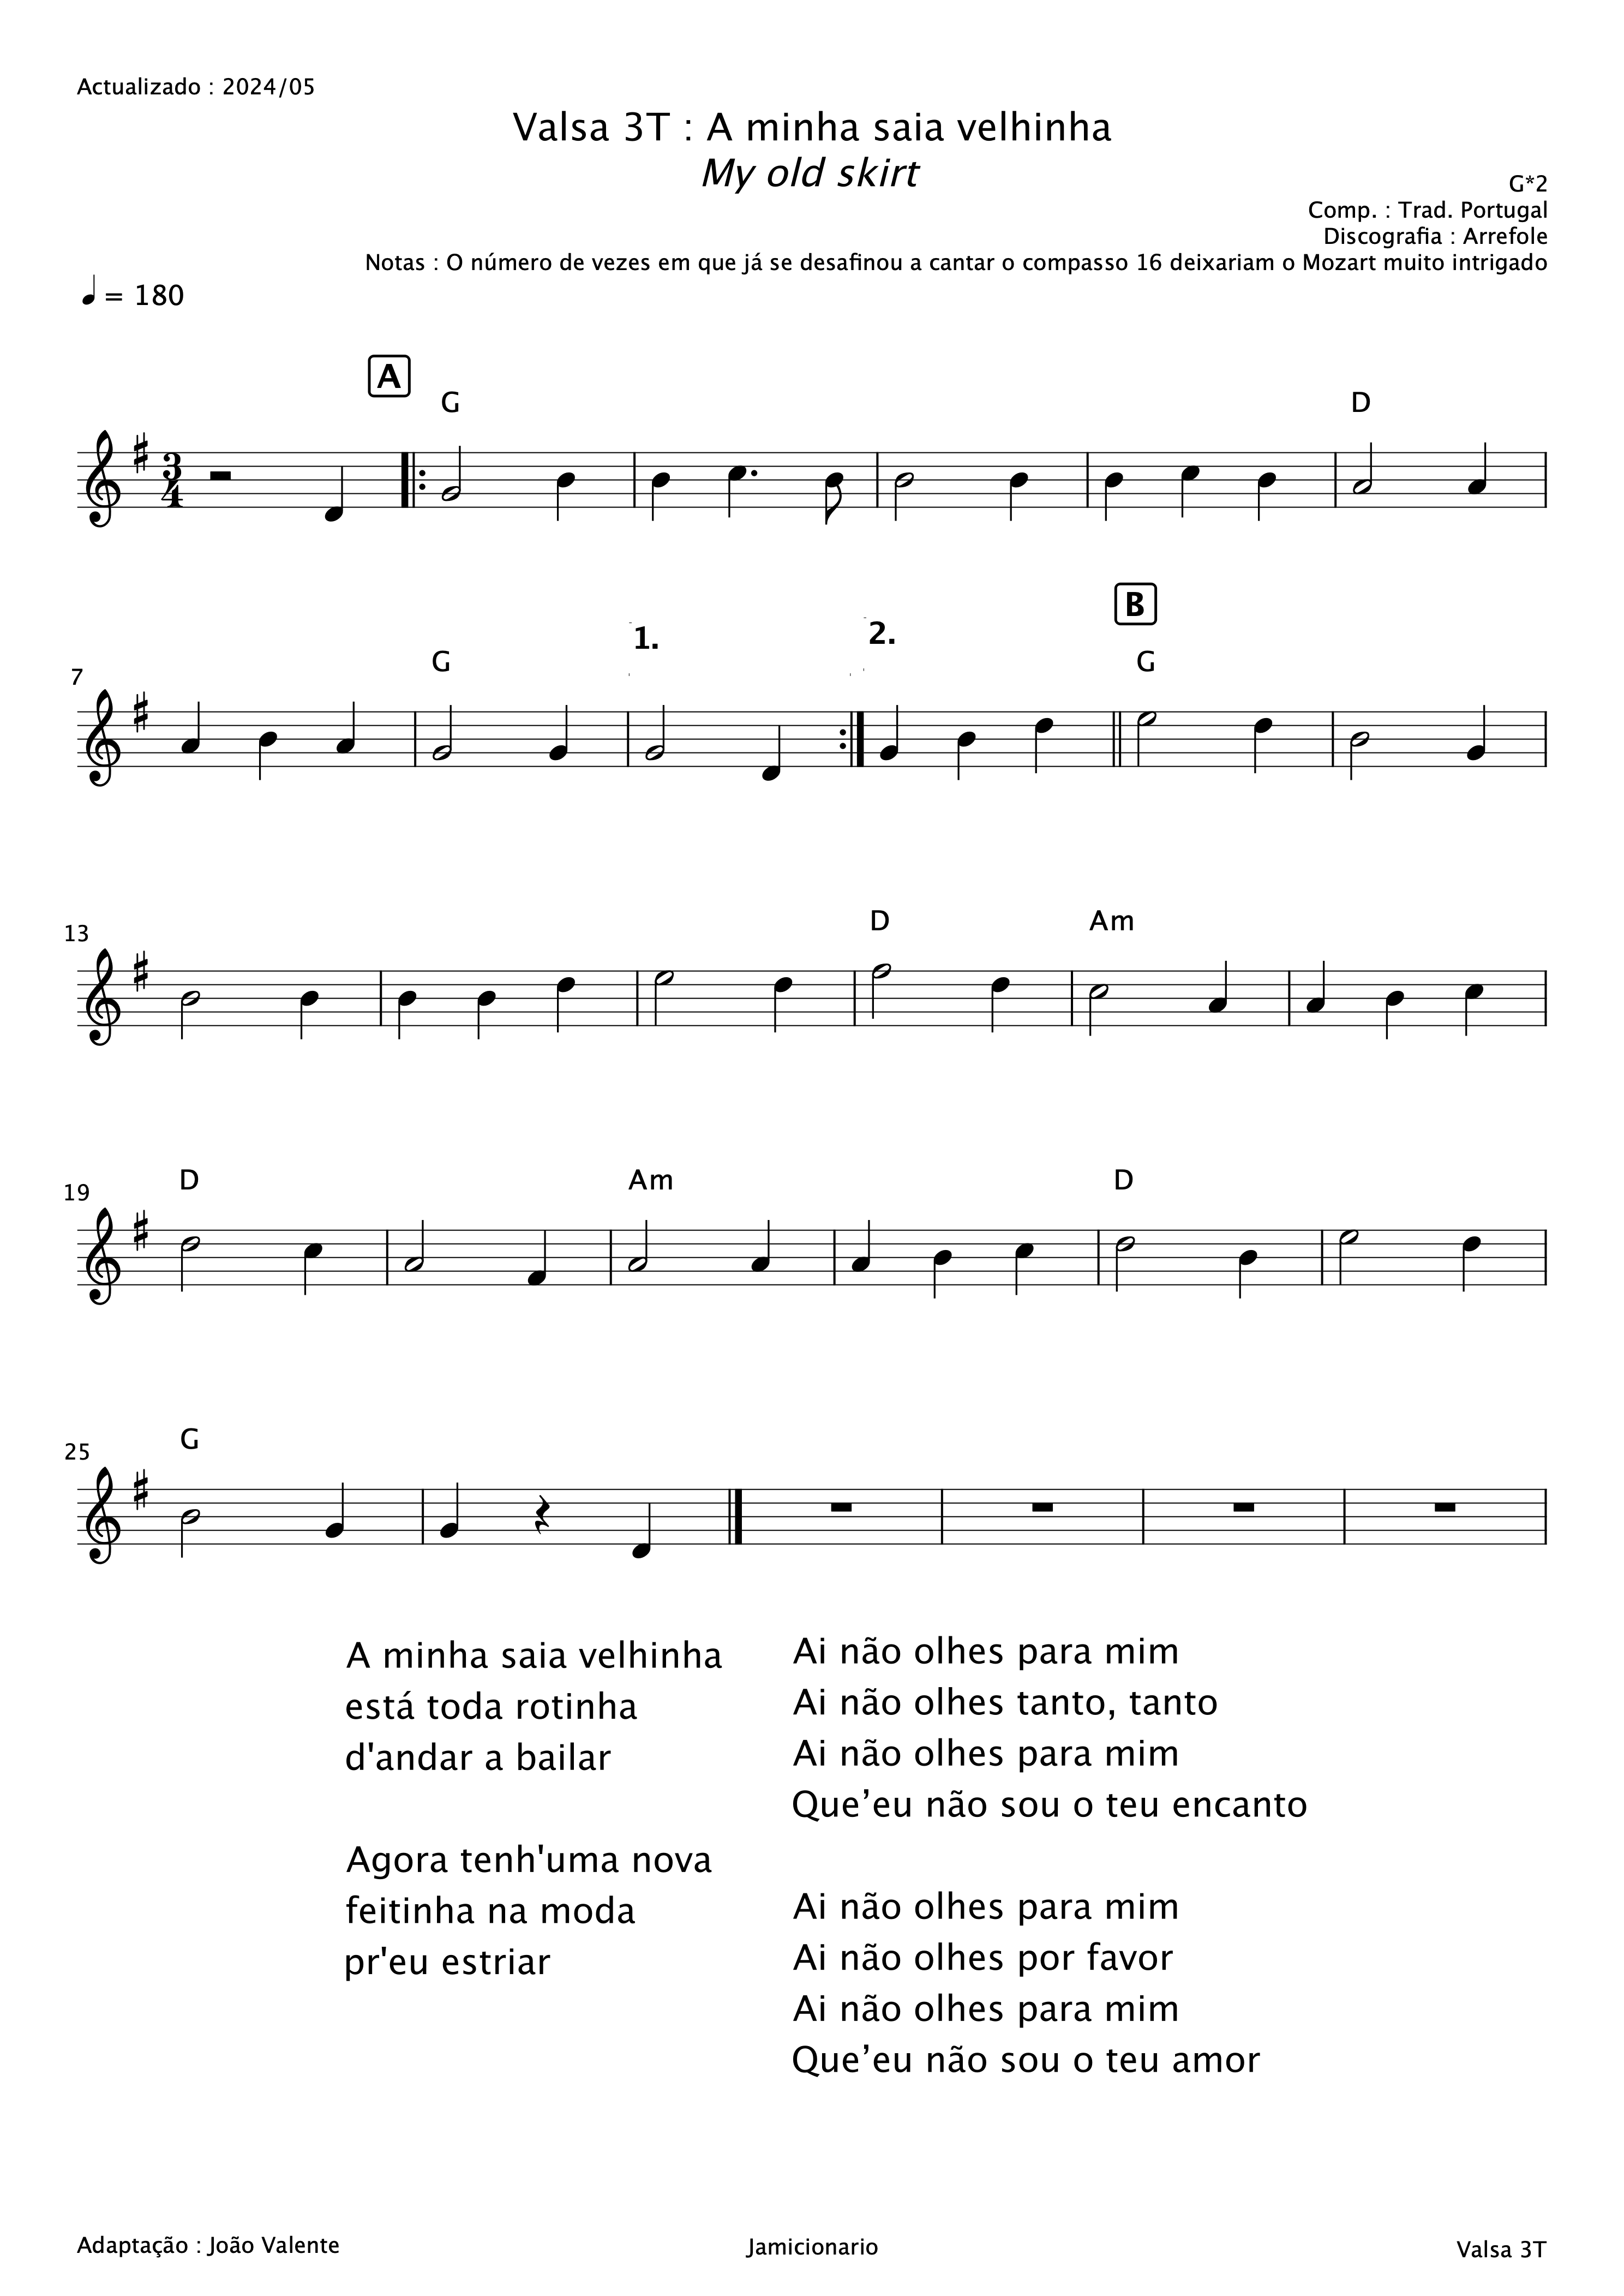 Actualizado : 2024/05
Valsa 3T : A minha saia velhinha
My old skirt
G*2
Comp. : Trad. Portugal
Discografia : Arrefole
Notas : O número de vezes em que já se desafinou a cantar o compasso 16 deixariam o Mozart muito intrigado
= 180
A
G D
3
4
B
1. 2.
G G
7
D Am
13
D Am D
19
G
25
A minha saia velhinha
está toda rotinha
d'andar a bailar
Agora tenh'uma nova
feitinha na moda
pr'eu estriar
Ai não olhes para mim
Ai não olhes tanto, tanto
Ai não olhes para mim
Que’eu não sou o teu encanto
Ai não olhes para mim
Ai não olhes por favor
Ai não olhes para mim
Que’eu não sou o teu amor
Adaptação : João Valente
Jamicionario
Valsa 3T